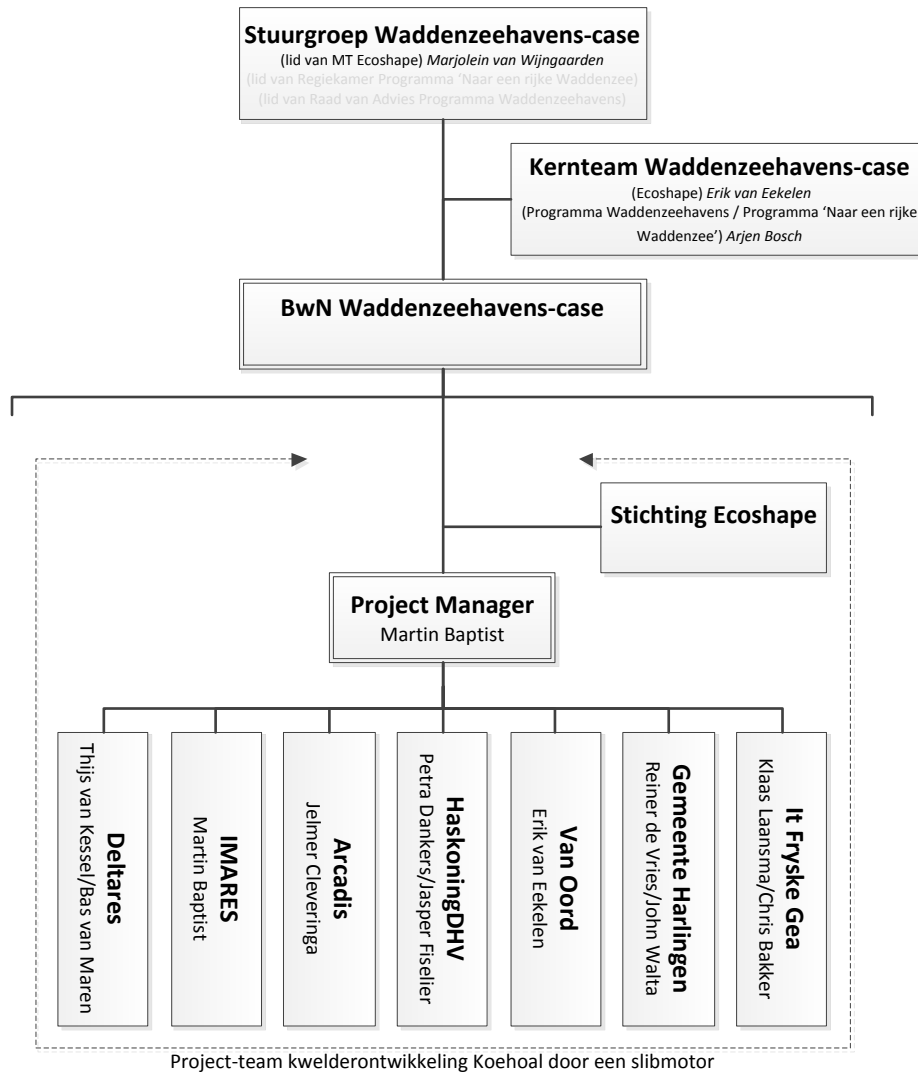 Stuurgroep Waddenzeehavens-case
(lid van MT Ecoshape) Marjolein van Wijngaarden
(lid van Regiekamer Programma 'Naar een rijke Waddenzee)
(lid van Raad van Advies Programma Waddenzeehavens)
Kernteam Waddenzeehavens-case
(Ecoshape) Erik van Eekelen
(Programma Waddenzeehavens / Programma 'Naar een rijke
Waddenzee') Arjen Bosch
BwN Waddenzeehavens-case
Stichting Ecoshape
Project Manager
Martin Baptist
Deltares
Thijs van Kessel/Bas van Maren
IMARES
Martin Baptist
Arcadis
Jelmer Cleveringa
HaskoningDHV
Petra Dankers/Jasper Fiselier
Van Oord
Erik van Eekelen
Gemeente Harlingen
Reiner de Vries/John Walta
It Fryske Gea
Klaas Laansma/Chris Bakker
Project-team kwelderontwikkeling Koehoal door een slibmotor